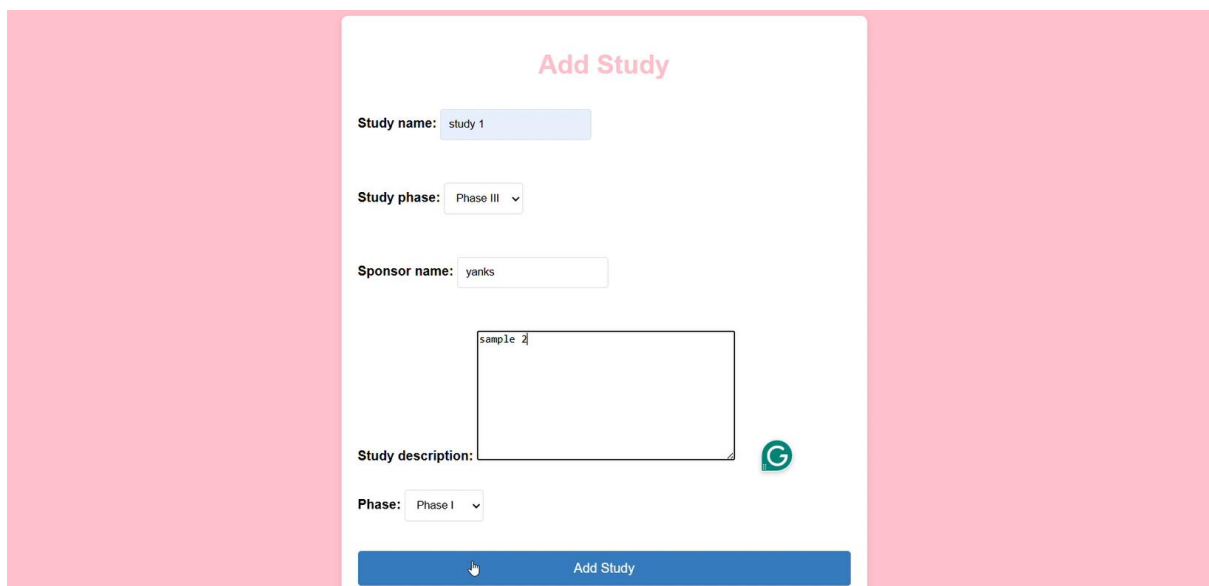 Add Study
Study name: study 1
Study phase: Phase III
Sponsor name: yanks
sample 2
Study description:
G
Phase: Phase I
Add Study